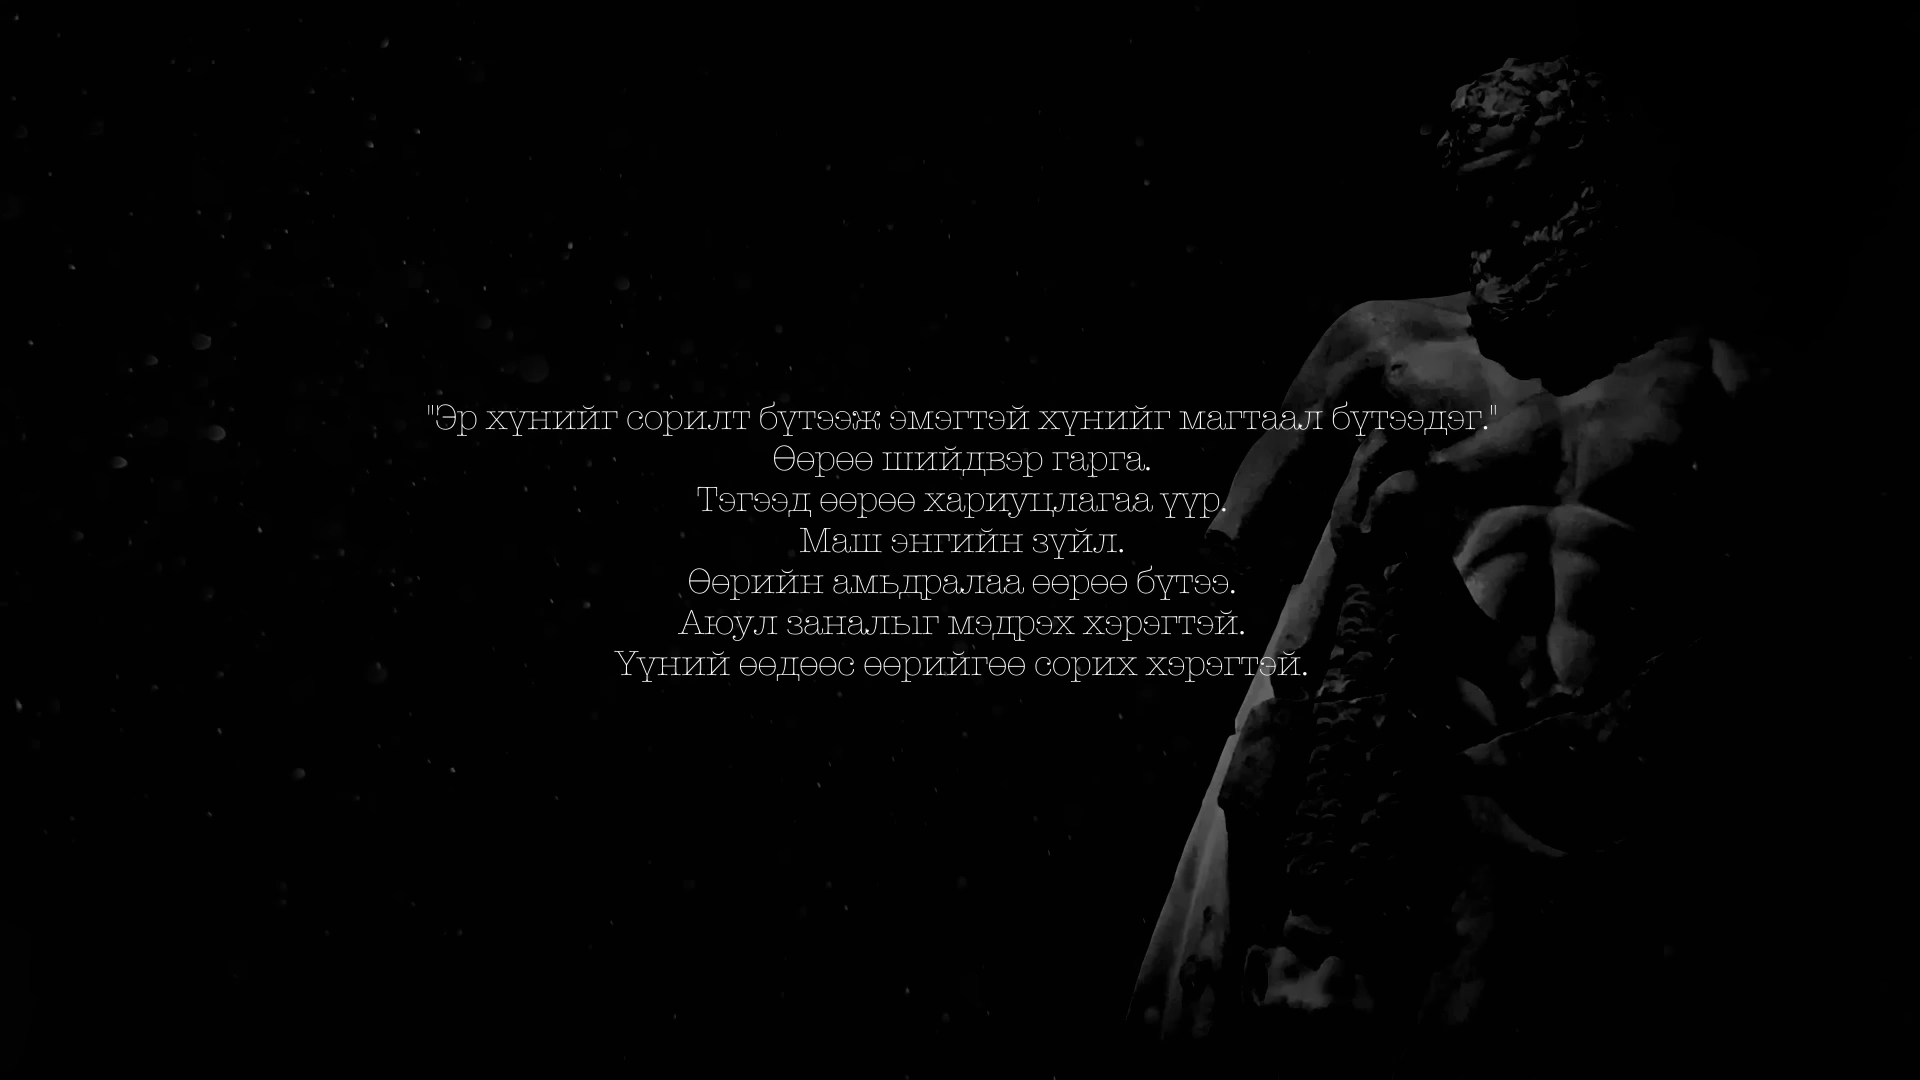 "Эр хүнийг сорилт бүтээж эмэгтэй хүнийг магтаал бүтээдэг."
Өөрөө шийдвэр гарга.
Тэгээд өөрөө хариуцлагаа үүр.
Маш энгийн зүйл.
Өөрийн амьдралаа өөрөө бүтээ.
Аюул заналыг мэдрэх хэрэгтэй.
Үүний өөдөөс өөрийгөө сорих хэрэгтэй.